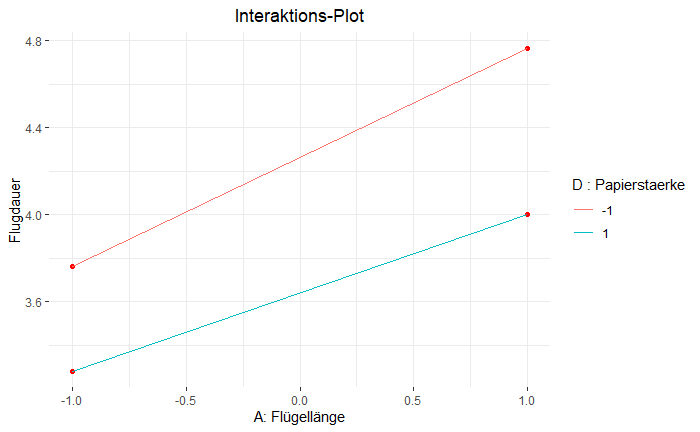 Interaktions-Plot
4.8
4.4
4.0
3.6
Flugdauer
-1.0
-0.5
0.0
0.5
1.0
A: Flügellänge
D : Papierstaerke
-1
1